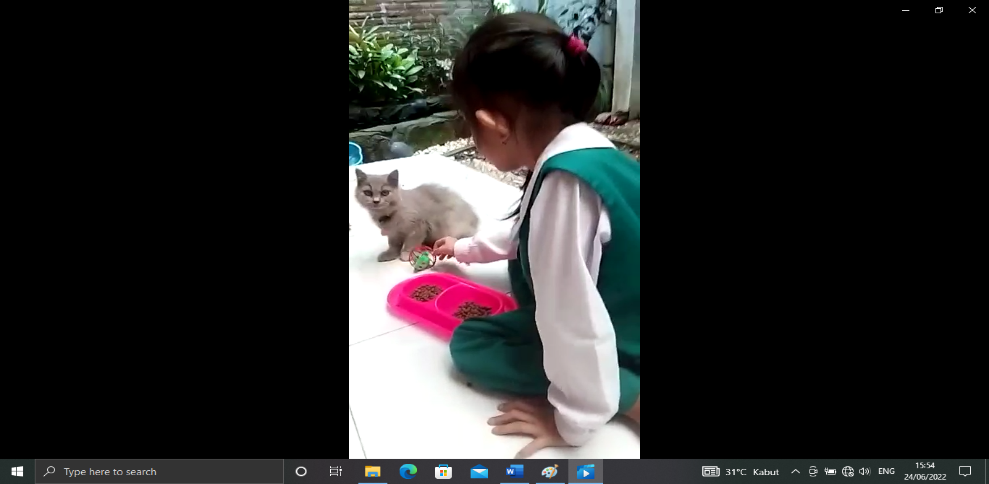 Type here to search
31°C Kabut
ENG
15:54
24/06/2022